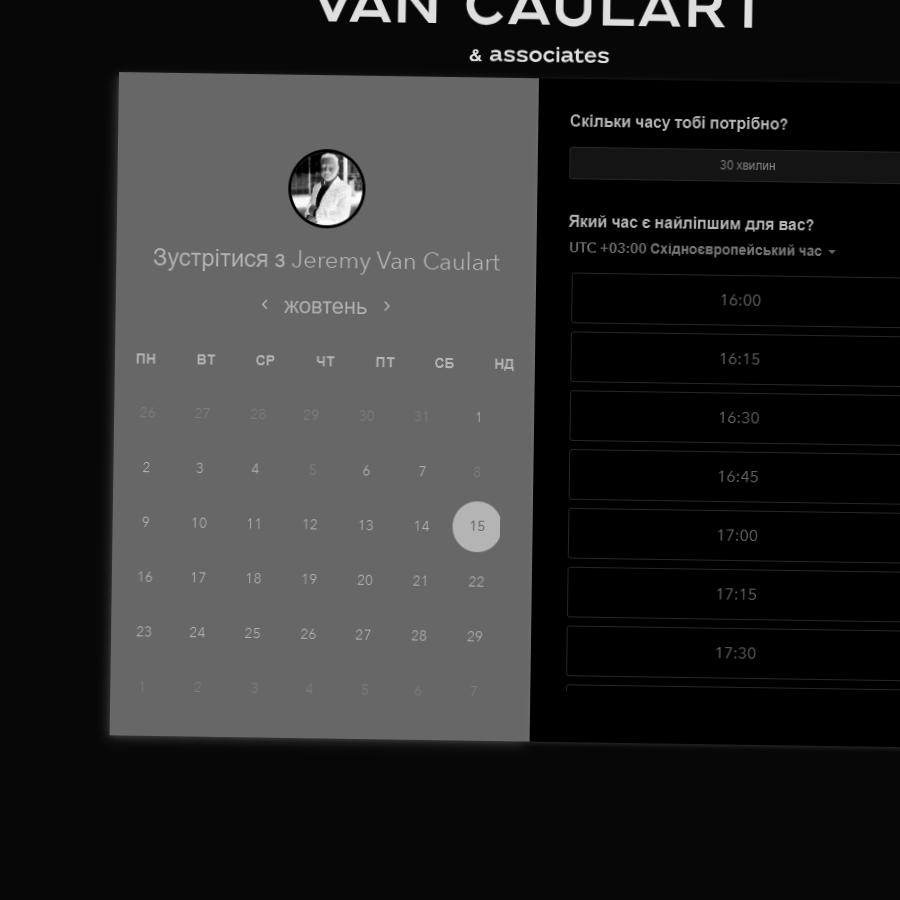 VAN CAULART
& associates
Зустрітися з Jeremy Van Caulart
‹ жовтень ›
ПН ВТ СР ЧТ ПТ СБ НД
26 27 28 29 30 31 1
2 3 4 5 6 7 8
9 10 11 12 13 14 15
16 17 18 19 20 21 22
23 24 25 26 27 28 29
1 2 3 4 5 6 7
Скільки часу тобі потрібно?
30 хвилин
Який час є найліпшим для вас?
UTC +03:00 Східноєвропейський час
16:00
16:15
16:30
16:45
17:00
17:15
17:30